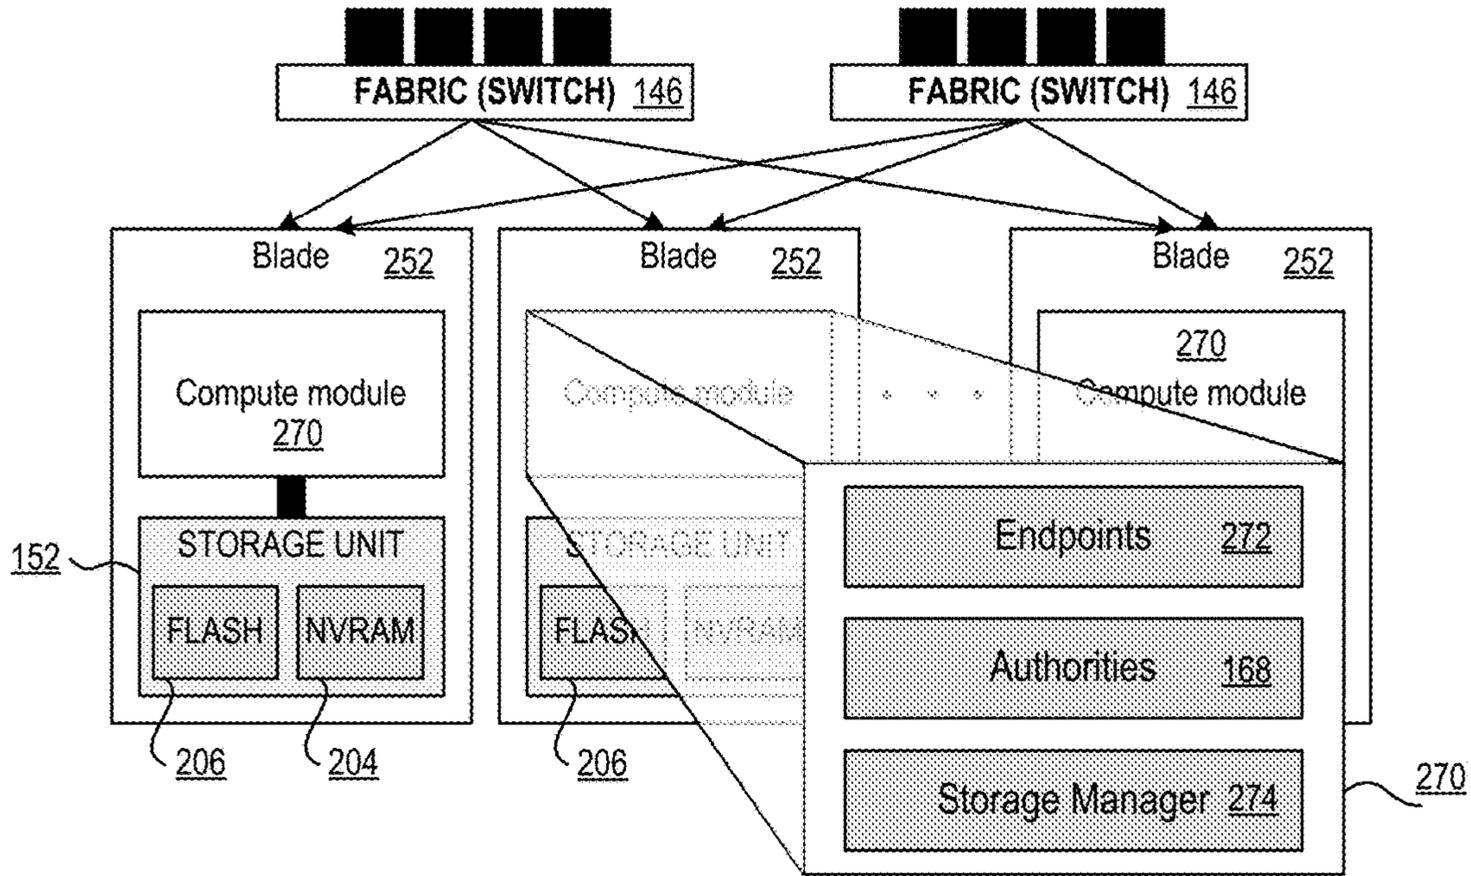 FABRIC (SWITCH) 146
FABRIC (SWITCH) 146
Blade 252
Blade 252
Blade 252
Compute module
270
Compute module
. . .
270
Compute module
STORAGE UNIT
152
FLASH
NVRAM
206
204
STORAGE UNIT
FLASH
NVRAM
206
Endpoints 272
Authorities 168
Storage Manager 274
270